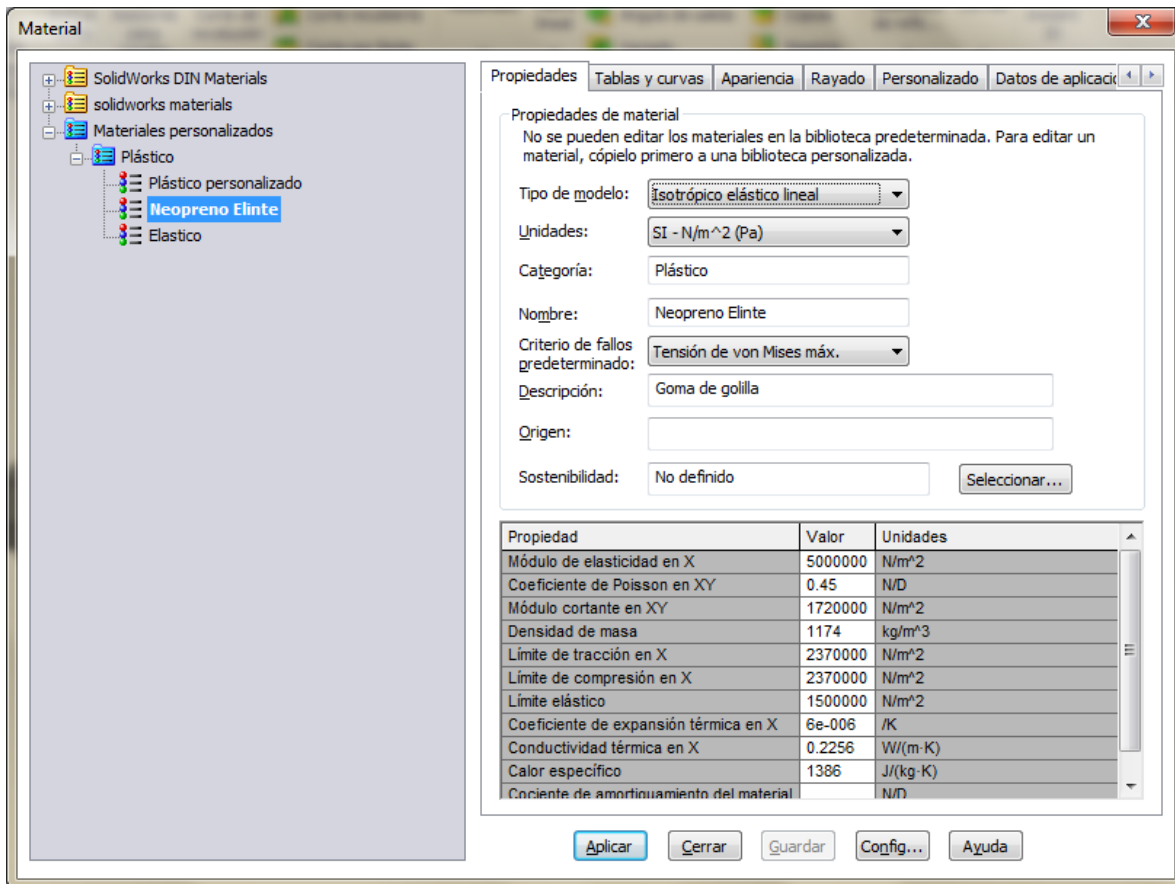 Material
SolidWorks DIN Materials
solidworks materials
Materiales personalizados
Plástico
Plástico personalizado
Neopreno Elinte
Elastico
Propiedades Tablas y curvas Apariencia Rayado Personalizado Datos de aplicació
Propiedades de material
No se pueden editar los materiales en la biblioteca predeterminada. Para editar un
material, cópielo primero a una biblioteca personalizada.
Tipo de modelo: Isotrópico elástico lineal
Unidades: SI - N/m^2 (Pa)
Categoría: Plástico
Nombre: Neopreno Elinte
Criterio de fallos
predeterminado: Tensión de von Mises máx.
Descripción: Goma de golilla
Origen:
Sostenibilidad: No definido Seleccionar...
Propiedad Valor Unidades
Módulo de elasticidad en X 5000000 N/m^2
Coeficiente de Poisson en XY 0.45 N/D
Módulo cortante en XY 1720000 N/m^2
Densidad de masa 1174 kg/m^3
Límite de tracción en X 2370000 N/m^2
Límite de compresión en X 2370000 N/m^2
Límite elástico 1500000 N/m^2
Coeficiente de expansión térmica en X 6e-006 /K
Conductividad térmica en X 0.2256 W/(m·K)
Calor específico 1386 J/(kg·K)
Cociente de amortiguamiento del material N/D
Aplicar Cerrar Guardar Config... Ayuda